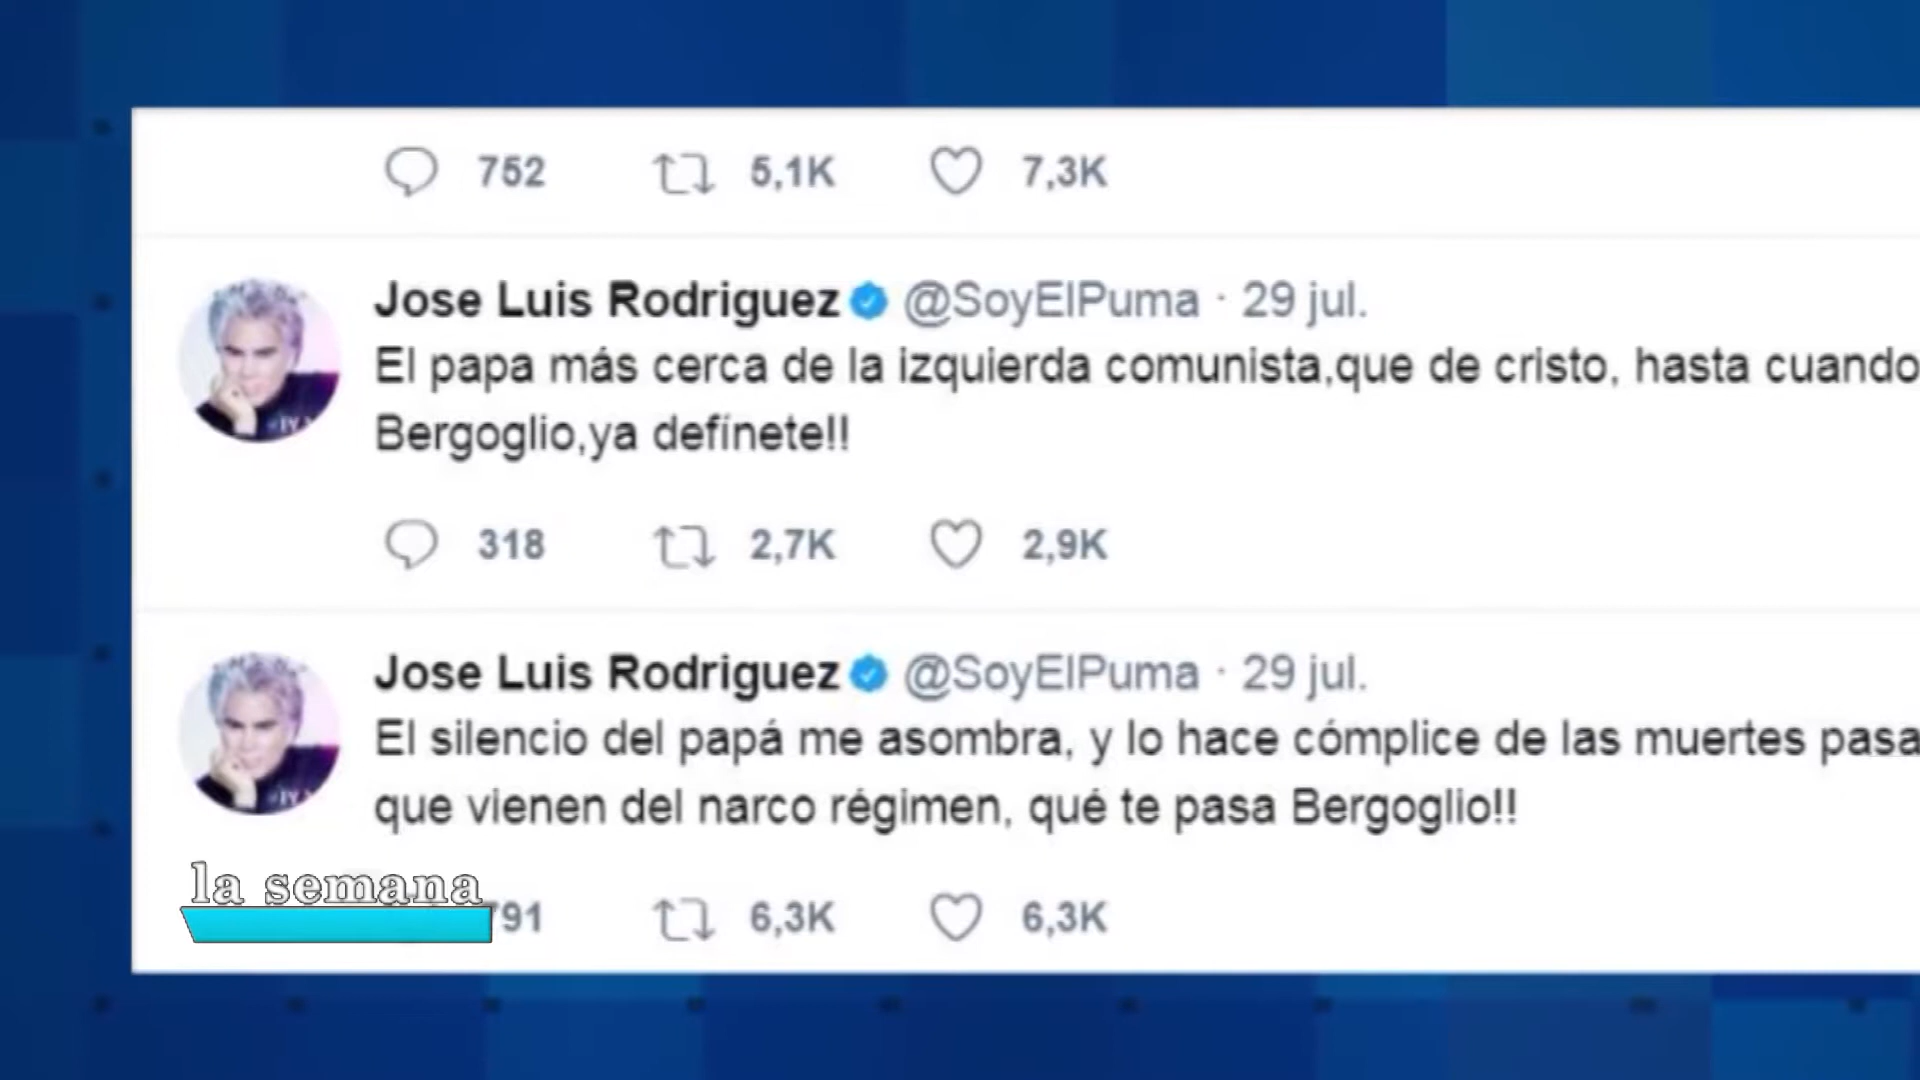 752 5,1K 7,3K
Jose Luis Rodriguez @SoyElPuma · 29 jul.
El papa más cerca de la izquierda comunista,que de cristo, hasta cuando
Bergoglio,ya defínete!!
318 2,7K 2,9K
Jose Luis Rodriguez @SoyElPuma · 29 jul.
El silencio del papá me asombra, y lo hace cómplice de las muertes pasa
que vienen del narco régimen, qué te pasa Bergoglio!!
la semana
791 6,3K 6,3K